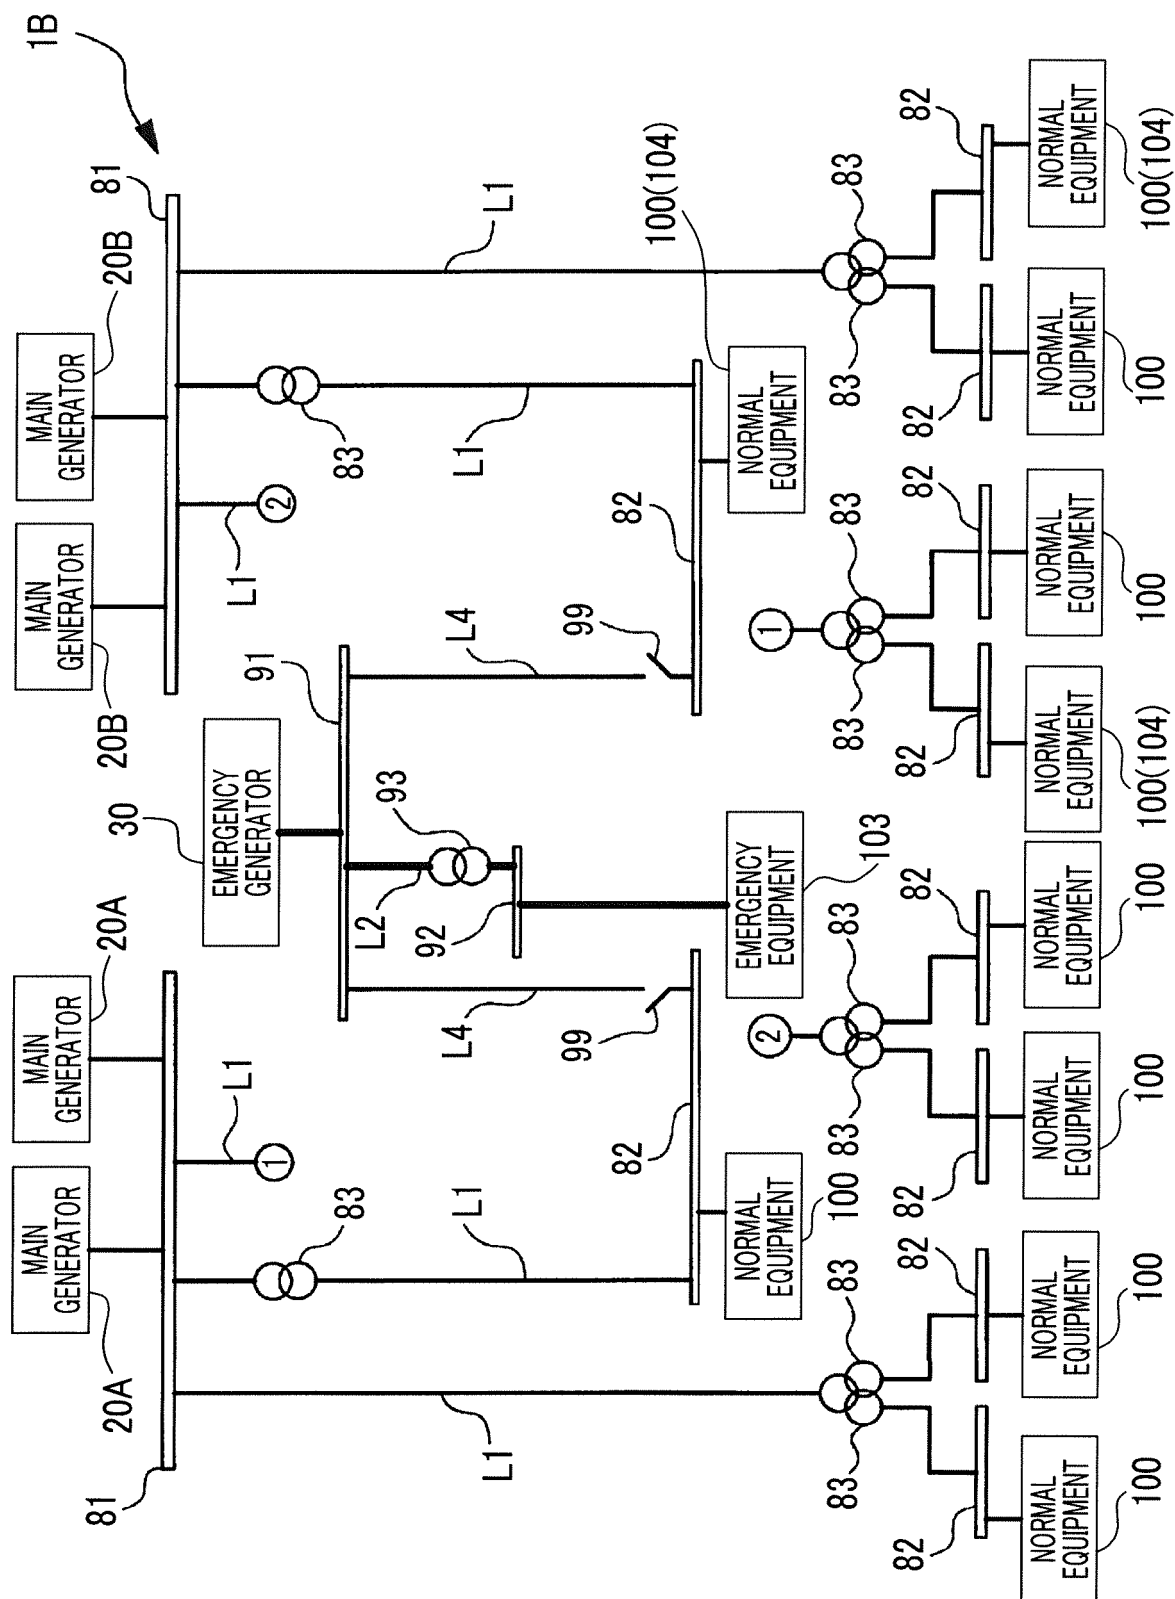 1B
MAIN
GENERATOR
MAIN
GENERATOR
MAIN
GENERATOR
MAIN
GENERATOR
81
20A
20A
20B
20B
81
30
EMERGENCY
GENERATOR
91
L1
1
83
L1
2
83
L2
93
92
L1
L1
L4
L4
L1
L1
99
99
82
82
100(104)
NORMAL
EQUIPMENT
100
EMERGENCY
EQUIPMENT
103
NORMAL
EQUIPMENT
2
1
83
83
83
83
83
83
83
83
82
82
82
82
82
82
82
82
NORMAL
EQUIPMENT
NORMAL
EQUIPMENT
NORMAL
EQUIPMENT
NORMAL
EQUIPMENT
NORMAL
EQUIPMENT
NORMAL
EQUIPMENT
NORMAL
EQUIPMENT
NORMAL
EQUIPMENT
100
100
100
100
100(104)
100
100
100(104)